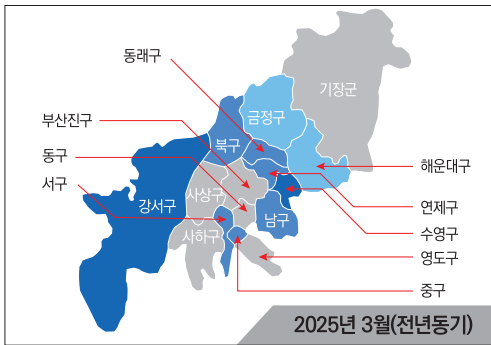 동래구
기장군
금정구
부산진구
북구
동구
해운대구
서구
사상구
강서구
연제구
남구
수영구
사하구
영도구
중구
2025년 3월(전년동기)